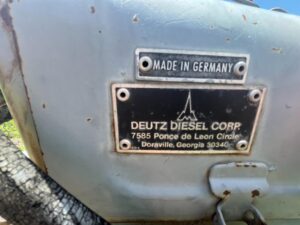 MADE IN GERMANY
DEUTZ DIESEL CORP
7585 Ponce de Leon Circle
Doraville, Georgia 30340